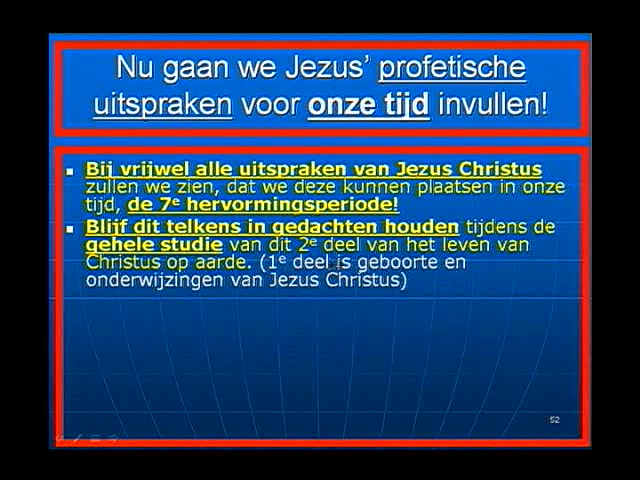 Nu gaan we Jezus’ profetische
uitspraken voor onze tijd invullen!
Bij vrijwel alle uitspraken van Jezus Christus
zullen we zien, dat we deze kunnen plaatsen in onze
tijd, de 7e hervormingsperiode!
Blijf dit telkens in gedachten houden tijdens de
gehele studie van dit 2e deel van het leven van
Christus op aarde. (1e deel is geboorte en
onderwijzingen van Jezus Christus)
52